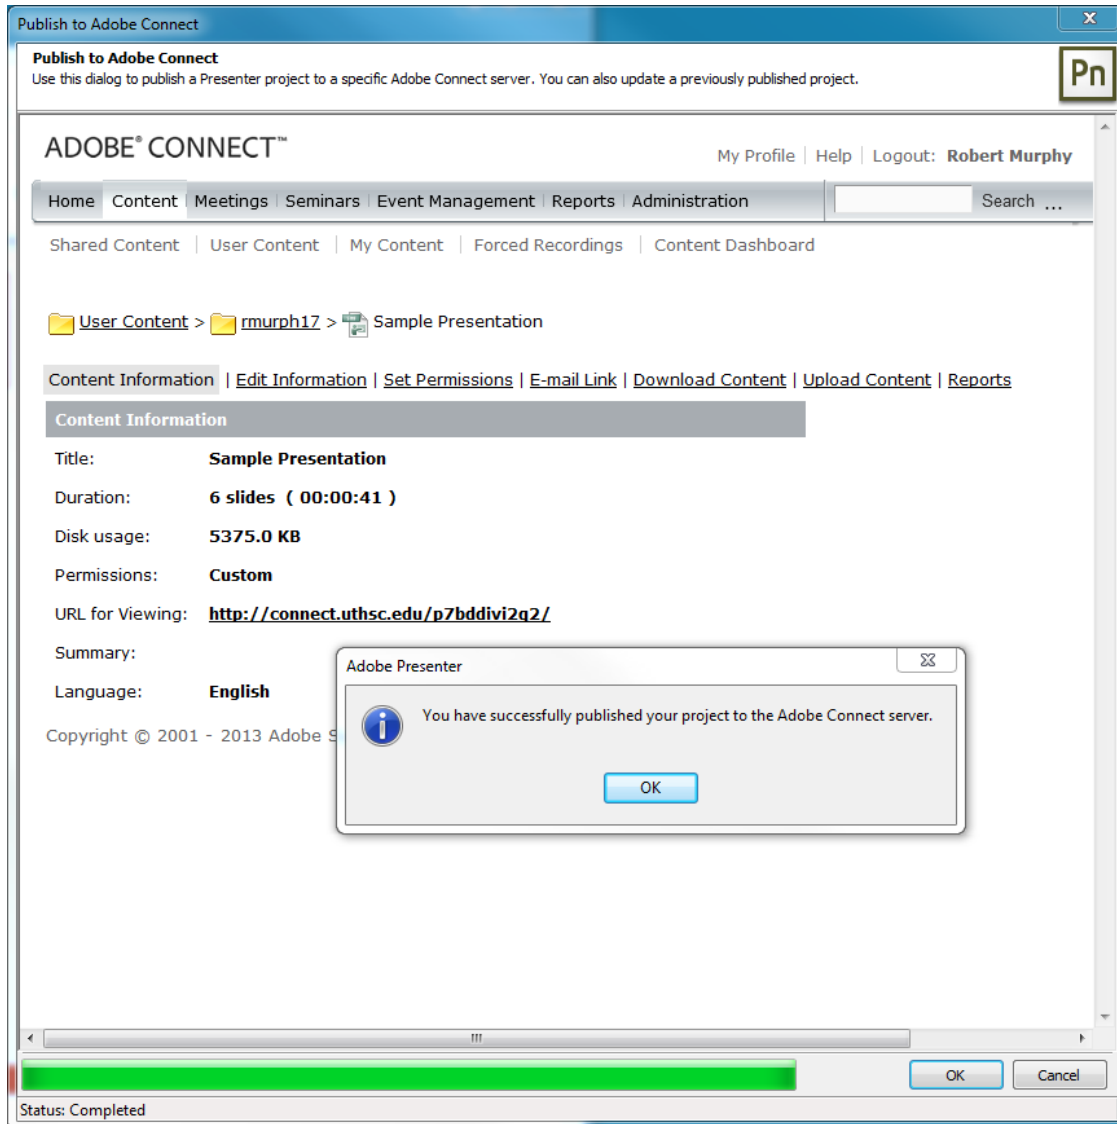 Publish to Adobe Connect
x
Publish to Adobe Connect
Use this dialog to publish a Presenter project to a specific Adobe Connect server. You can also update a previously published project.
Pn
ADOBE® CONNECT™
My Profile | Help | Logout: Robert Murphy
Home Content Meetings Seminars Event Management Reports Administration Search ...
Shared Content | User Content | My Content | Forced Recordings | Content Dashboard
User Content > rmurph17 > Sample Presentation
Content Information | Edit Information | Set Permissions | E-mail Link | Download Content | Upload Content | Reports
Content Information
Title: Sample Presentation
Duration: 6 slides ( 00:00:41 )
Disk usage: 5375.0 KB
Permissions: Custom
URL for Viewing: http://connect.uthsc.edu/p7bddivi2q2/
Summary:
Language: English
Copyright © 2001 - 2013 Adobe S
Adobe Presenter
You have successfully published your project to the Adobe Connect server.
OK
OK Cancel
Status: Completed